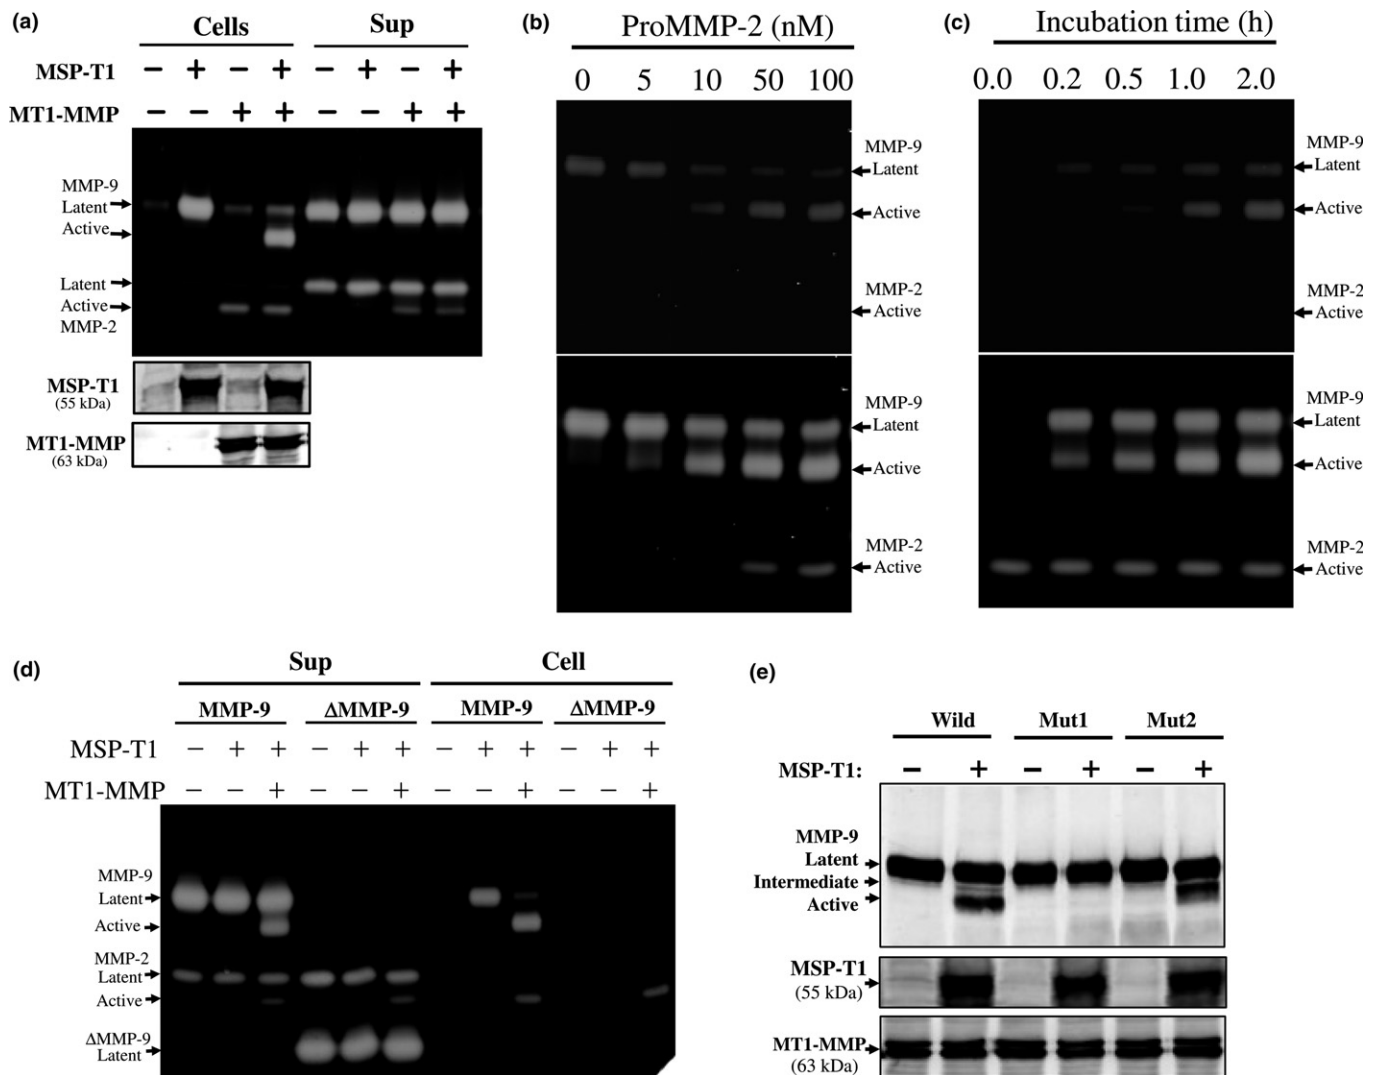 (a)
Cells Sup
MSP-T1 − + − + − + − +
MT1-MMP − − + + − − + +
MMP-9
Latent
Active
Latent
Active
MMP-2
MSP-T1
(55 kDa)
MT1-MMP
(63 kDa)
(b)
ProMMP-2 (nM)
0 5 10 50 100
MMP-9
Latent
Active
MMP-2
Active
MMP-9
Latent
Active
MMP-2
Active
(c)
Incubation time (h)
0.0 0.2 0.5 1.0 2.0
MMP-9
Latent
Active
MMP-2
Active
MMP-9
Latent
Active
MMP-2
Active
(d)
Sup Cell
MMP-9 ΔMMP-9 MMP-9 ΔMMP-9
MSP-T1 − + + − + + − + + − + +
MT1-MMP − − + − − + − − + − − +
MMP-9
Latent
Active
MMP-2
Latent
Active
ΔMMP-9
Latent
(e)
Wild Mut1 Mut2
MSP-T1: − + − + − +
MMP-9
Latent
Intermediate
Active
MSP-T1
(55 kDa)
MT1-MMP
(63 kDa)